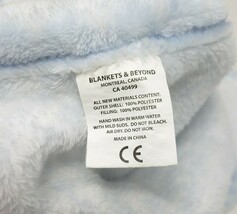 BLANKETS & BEYOND
MONTREAL, CANADA
CA 40499
ALL NEW MATERIALS CONTENT:
OUTER SHELL: 100% POLYESTER
FILLING: 100% POLYESTER
HAND WASH IN WARM WATER
WITH MILD SUDS. DO NOT BLEACH.
AIR DRY. DO NOT IRON.
MADE IN CHINA
CE